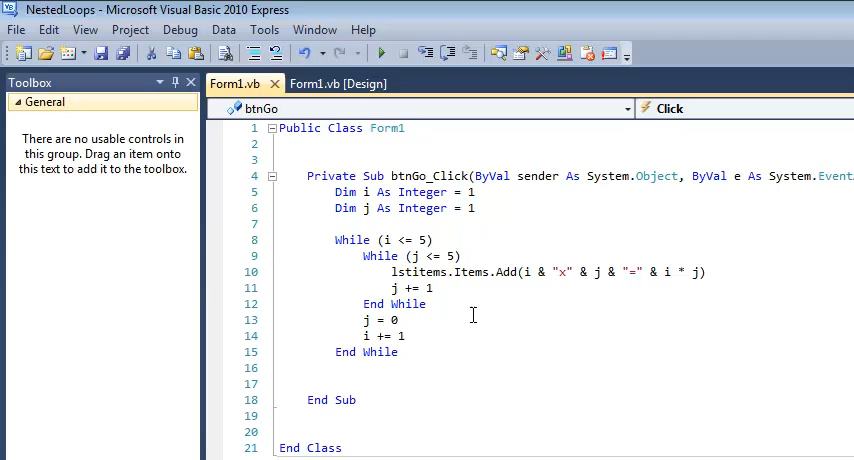 NestedLoops - Microsoft Visual Basic 2010 Express
File Edit View Project Debug Data Tools Window Help
Toolbox
General
There are no usable controls in
this group. Drag an item onto
this text to add it to the toolbox.
Form1.vb Form1.vb [Design]
btnGo Click
1 Public Class Form1
2
3
4 Private Sub btnGo_Click(ByVal sender As System.Object, ByVal e As System.Event
5 Dim i As Integer = 1
6 Dim j As Integer = 1
7
8 While (i <= 5)
9 While (j <= 5)
10 lstitems.Items.Add(i & "x" & j & "=" & i * j)
11 j += 1
12 End While
13 j = 0
14 i += 1
15 End While
16
17
18 End Sub
19
20
21 End Class